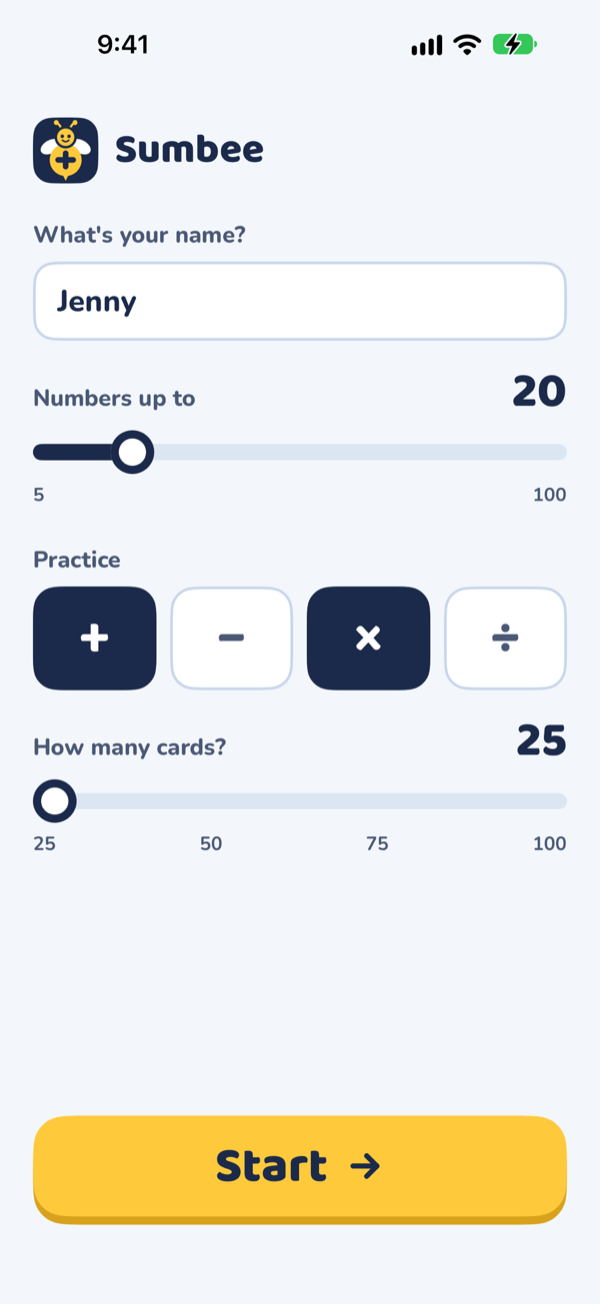 9:41
Sumbee
What's your name?
Jenny
Numbers up to 20
5 100
Practice
+ − × ÷
How many cards? 25
25 50 75 100
Start →